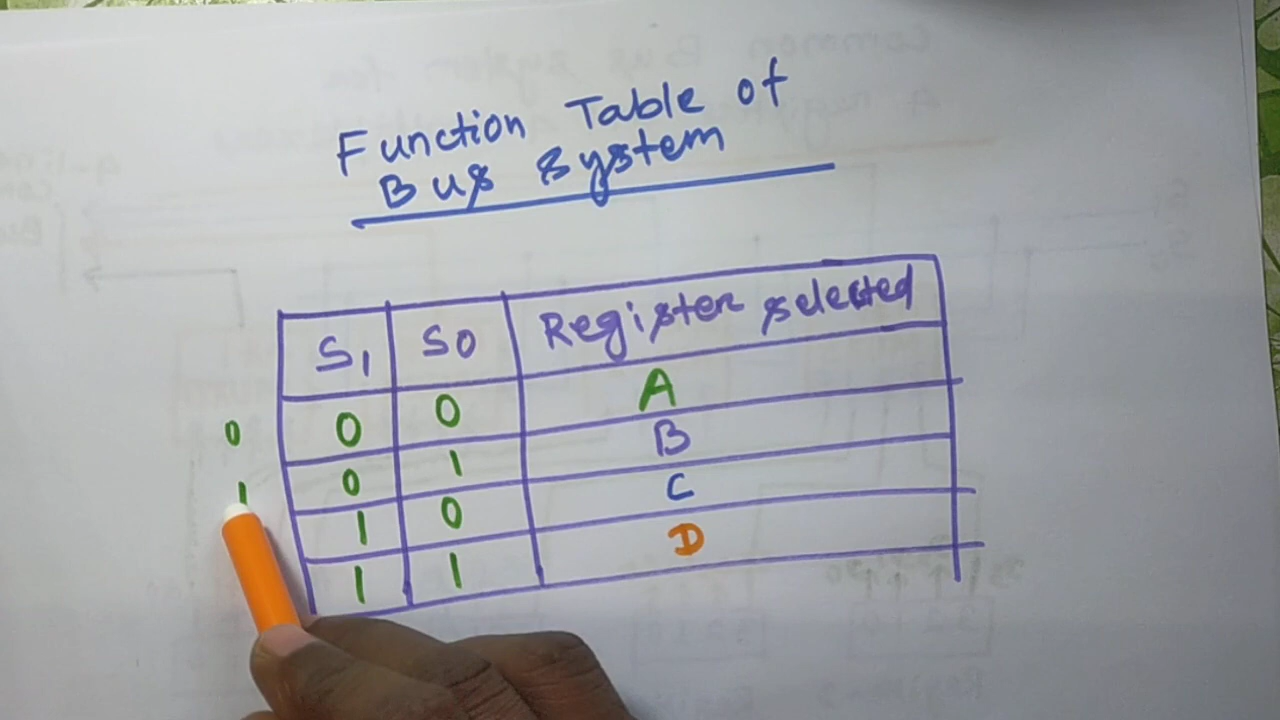 Function Table of
Bus System
S1 S0 Register selected
0 0 0 A
1 0 1 B
1 0 C
1 1 D